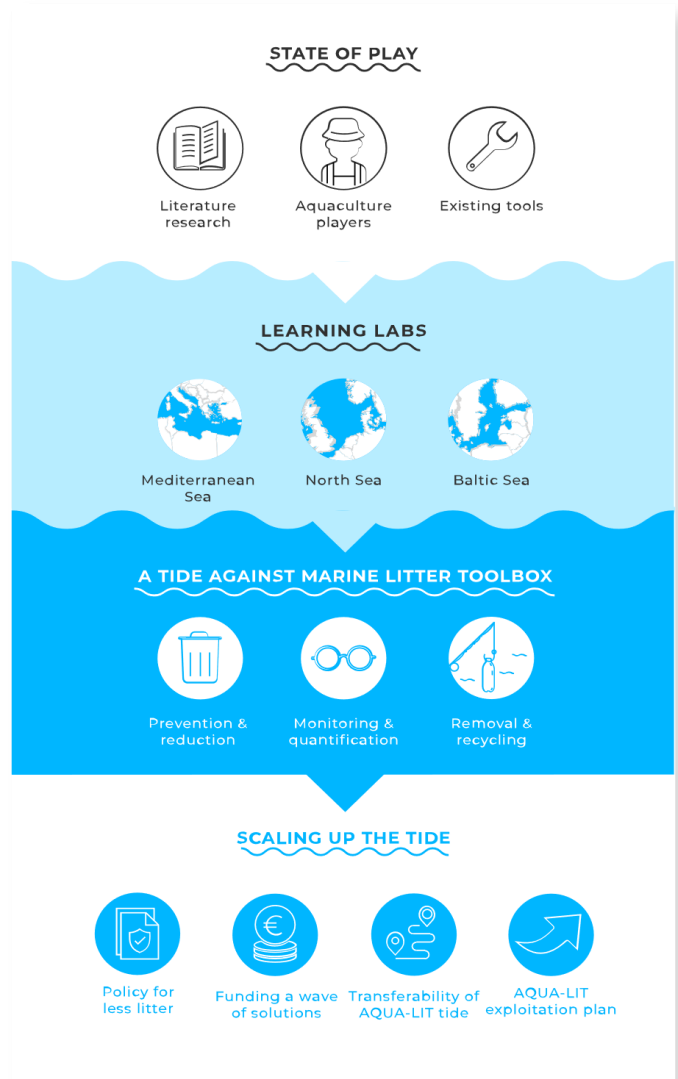 STATE OF PLAY
Literature
research
Aquaculture
players
Existing tools
LEARNING LABS
Mediterranean
Sea
North Sea
Baltic Sea
A TIDE AGAINST MARINE LITTER TOOLBOX
Prevention &
reduction
Monitoring &
quantification
Removal &
recycling
SCALING UP THE TIDE
Policy for
less litter
€
Funding a wave
of solutions
Transferability of
AQUA-LIT tide
AQUA-LIT
exploitation plan